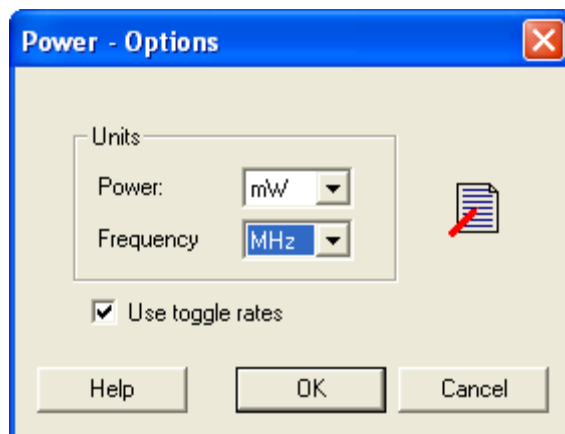 Power - Options
Units
Power: mW
Frequency MHz
Use toggle rates
Help OK Cancel